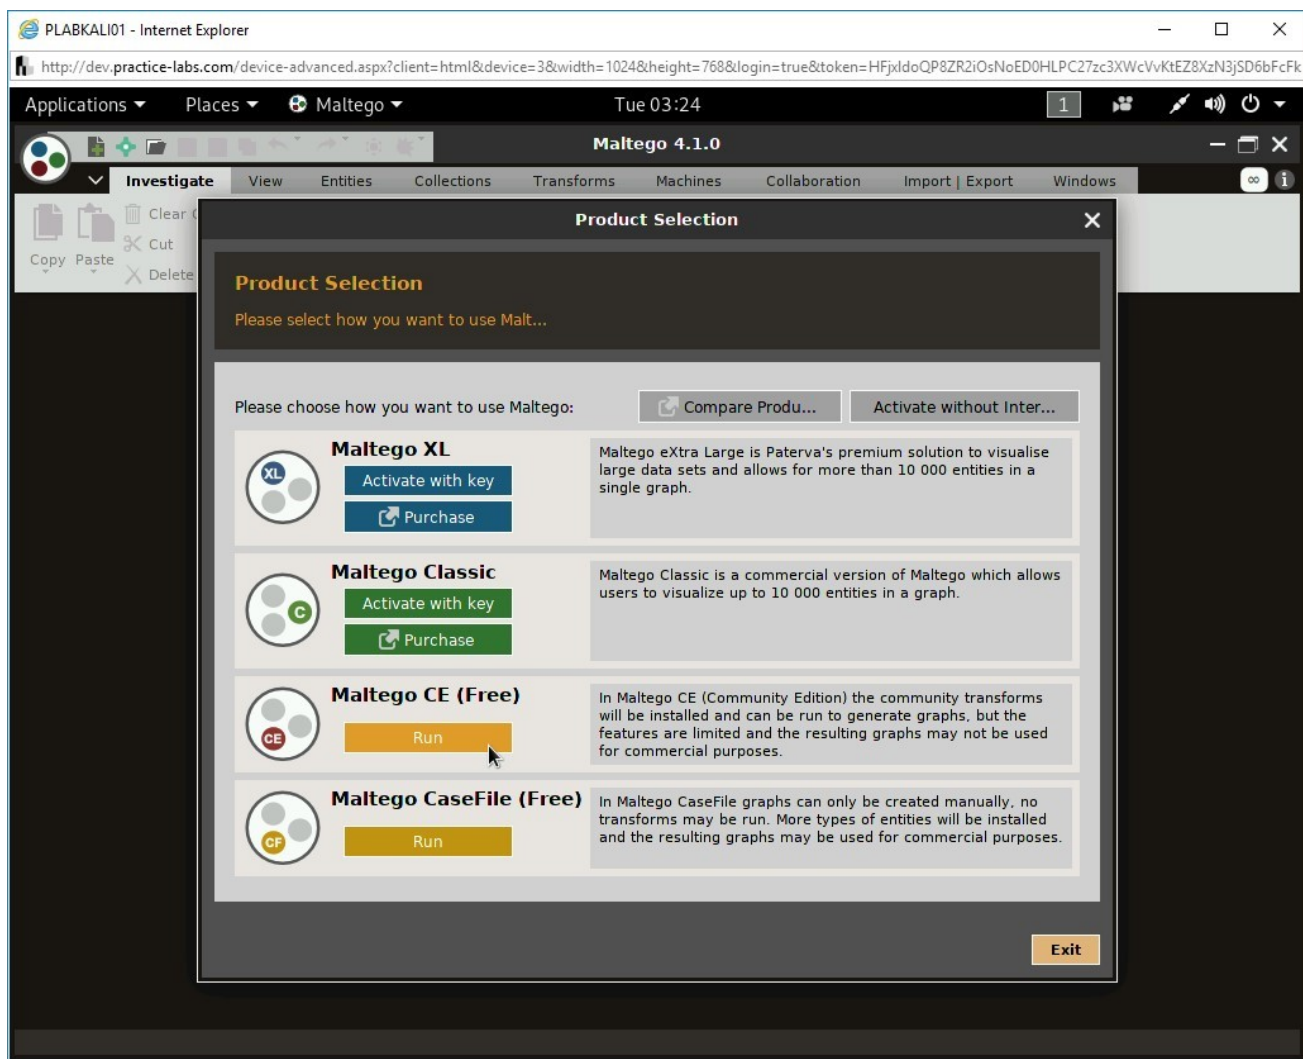 PLABKALI01 - Internet Explorer
http://dev.practice-labs.com/device-advanced.aspx?client=html&device=3&width=1024&height=768&login=true&token=HFjxIdoQP8ZR2iOsNoED0HLPC27zc3XWcVvKtEZ8XzN3jSD6bFcFk
Applications Places Maltego Tue 03:24 1
Maltego 4.1.0
Investigate View Entities Collections Transforms Machines Collaboration Import | Export Windows
Clear
Cut
Copy Paste
Delete
Product Selection
Product Selection
Please select how you want to use Malt...
Please choose how you want to use Maltego: Compare Produ... Activate without Inter...
XL
Maltego XL
Activate with key
Purchase
Maltego eXtra Large is Paterva's premium solution to visualise
large data sets and allows for more than 10 000 entities in a
single graph.
C
Maltego Classic
Activate with key
Purchase
Maltego Classic is a commercial version of Maltego which allows
users to visualize up to 10 000 entities in a graph.
CE
Maltego CE (Free)
Run
In Maltego CE (Community Edition) the community transforms
will be installed and can be run to generate graphs, but the
features are limited and the resulting graphs may not be used
for commercial purposes.
CF
Maltego CaseFile (Free)
Run
In Maltego CaseFile graphs can only be created manually, no
transforms may be run. More types of entities will be installed
and the resulting graphs may be used for commercial purposes.
Exit